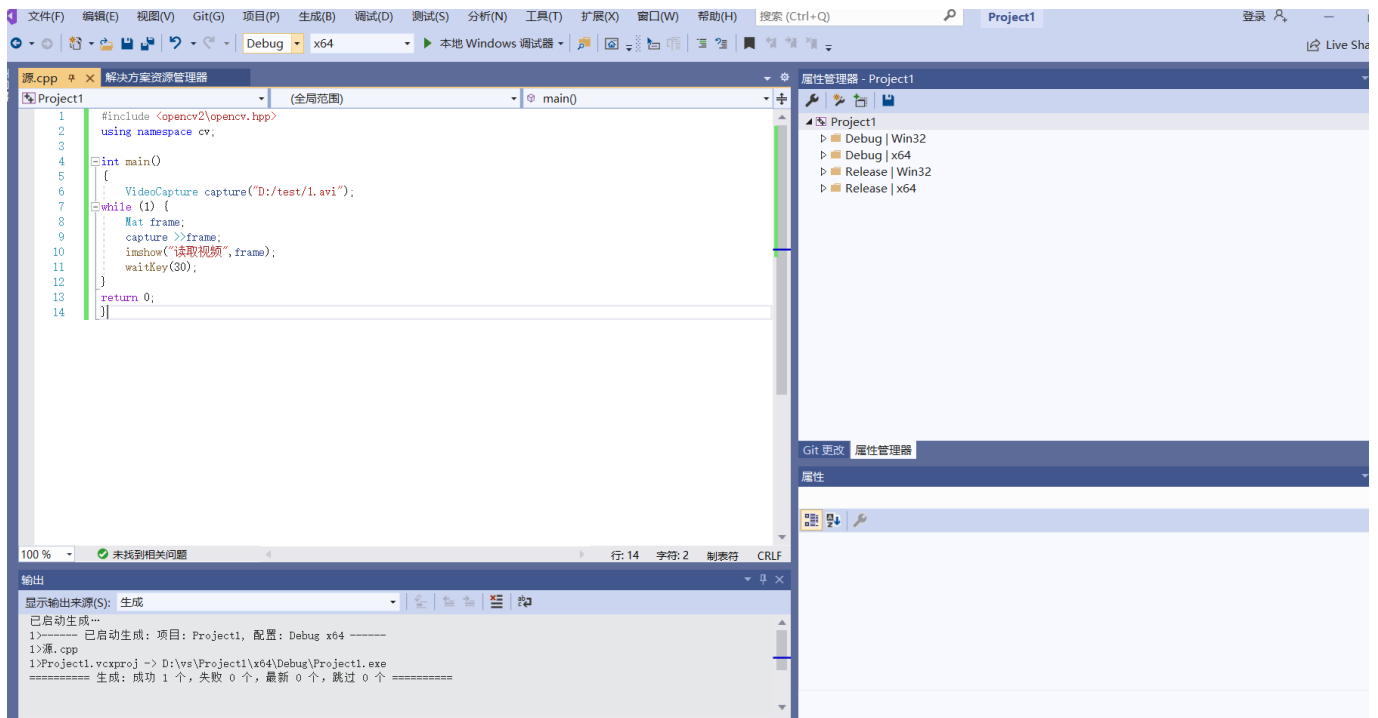 文件(F) 编辑(E) 视图(V) Git(G) 项目(P) 生成(B) 调试(D) 测试(S) 分析(N) 工具(T) 扩展(X) 窗口(W) 帮助(H) 搜索 (Ctrl+Q) Project1 登录
Debug x64 本地 Windows 调试器 Live Sha
源.cpp 解决方案资源管理器
Project1 (全局范围) main()
1 #include <opencv2\opencv.hpp>
2 using namespace cv;
3
4 int main()
5 {
6 VideoCapture capture("D:/test/1.avi");
7 while (1) {
8 Mat frame;
9 capture >>frame;
10 imshow("读取视频",frame);
11 waitKey(30);
12 }
13 return 0;
14 }
100 % 未找到相关问题 行: 14 字符: 2 制表符 CRLF
输出
显示输出来源(S): 生成
已启动生成…
1>------ 已启动生成: 项目: Project1, 配置: Debug x64 ------
1>源.cpp
1>Project1.vcxproj -> D:\vs\Project1\x64\Debug\Project1.exe
========== 生成: 成功 1 个，失败 0 个，最新 0 个，跳过 0 个 ==========
属性管理器 - Project1
Project1
Debug | Win32
Debug | x64
Release | Win32
Release | x64
Git 更改 属性管理器
属性